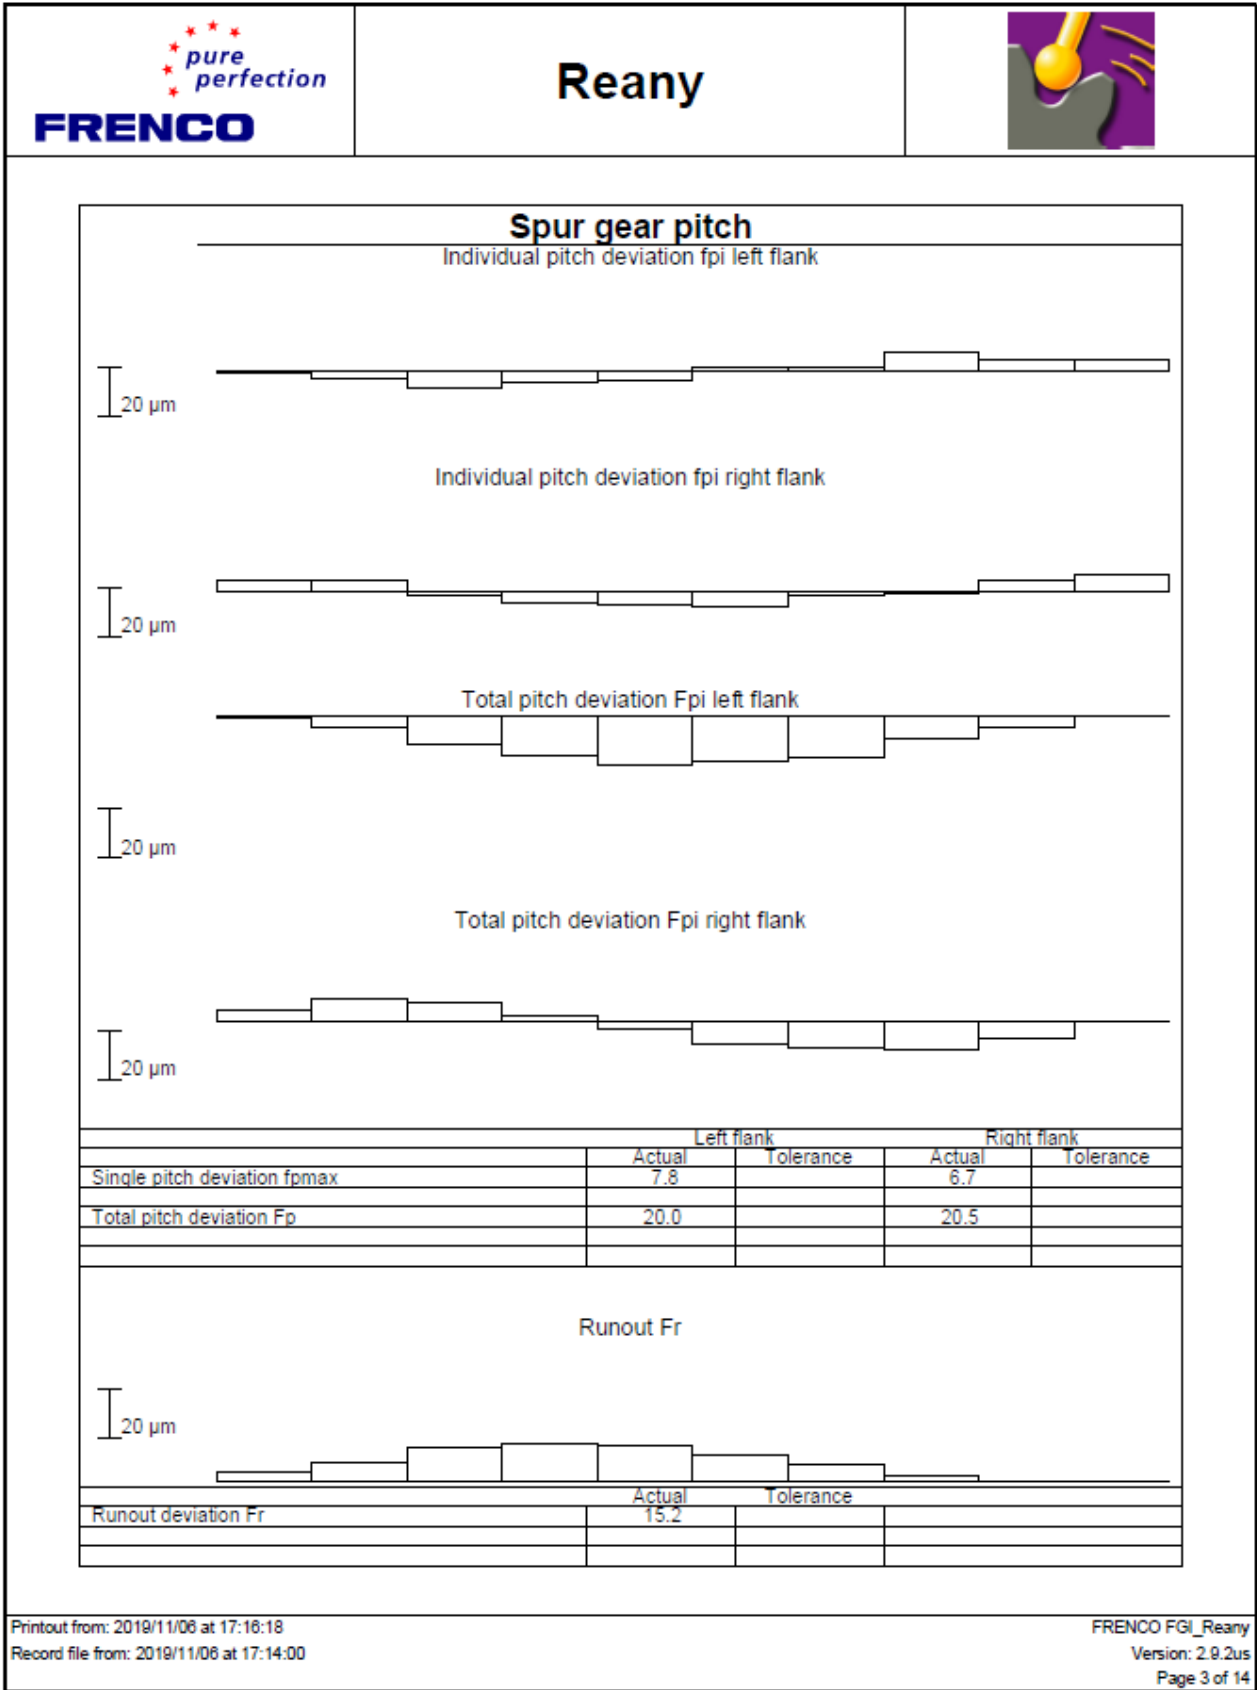 pure
perfection
FRENCO
Reany
Spur gear pitch
Individual pitch deviation fpi left flank
20 µm
Individual pitch deviation fpi right flank
20 µm
Total pitch deviation Fpi left flank
20 µm
Total pitch deviation Fpi right flank
20 µm
Left flank Right flank
Actual Tolerance Actual Tolerance
Single pitch deviation fpmax 7.8 6.7
Total pitch deviation Fp 20.0 20.5
Runout Fr
20 µm
Actual Tolerance
Runout deviation Fr 15.2
Printout from: 2019/11/06 at 17:16:18 FRENCO FGI_Reany
Record file from: 2019/11/06 at 17:14:00 Version: 2.9.2us
Page 3 of 14